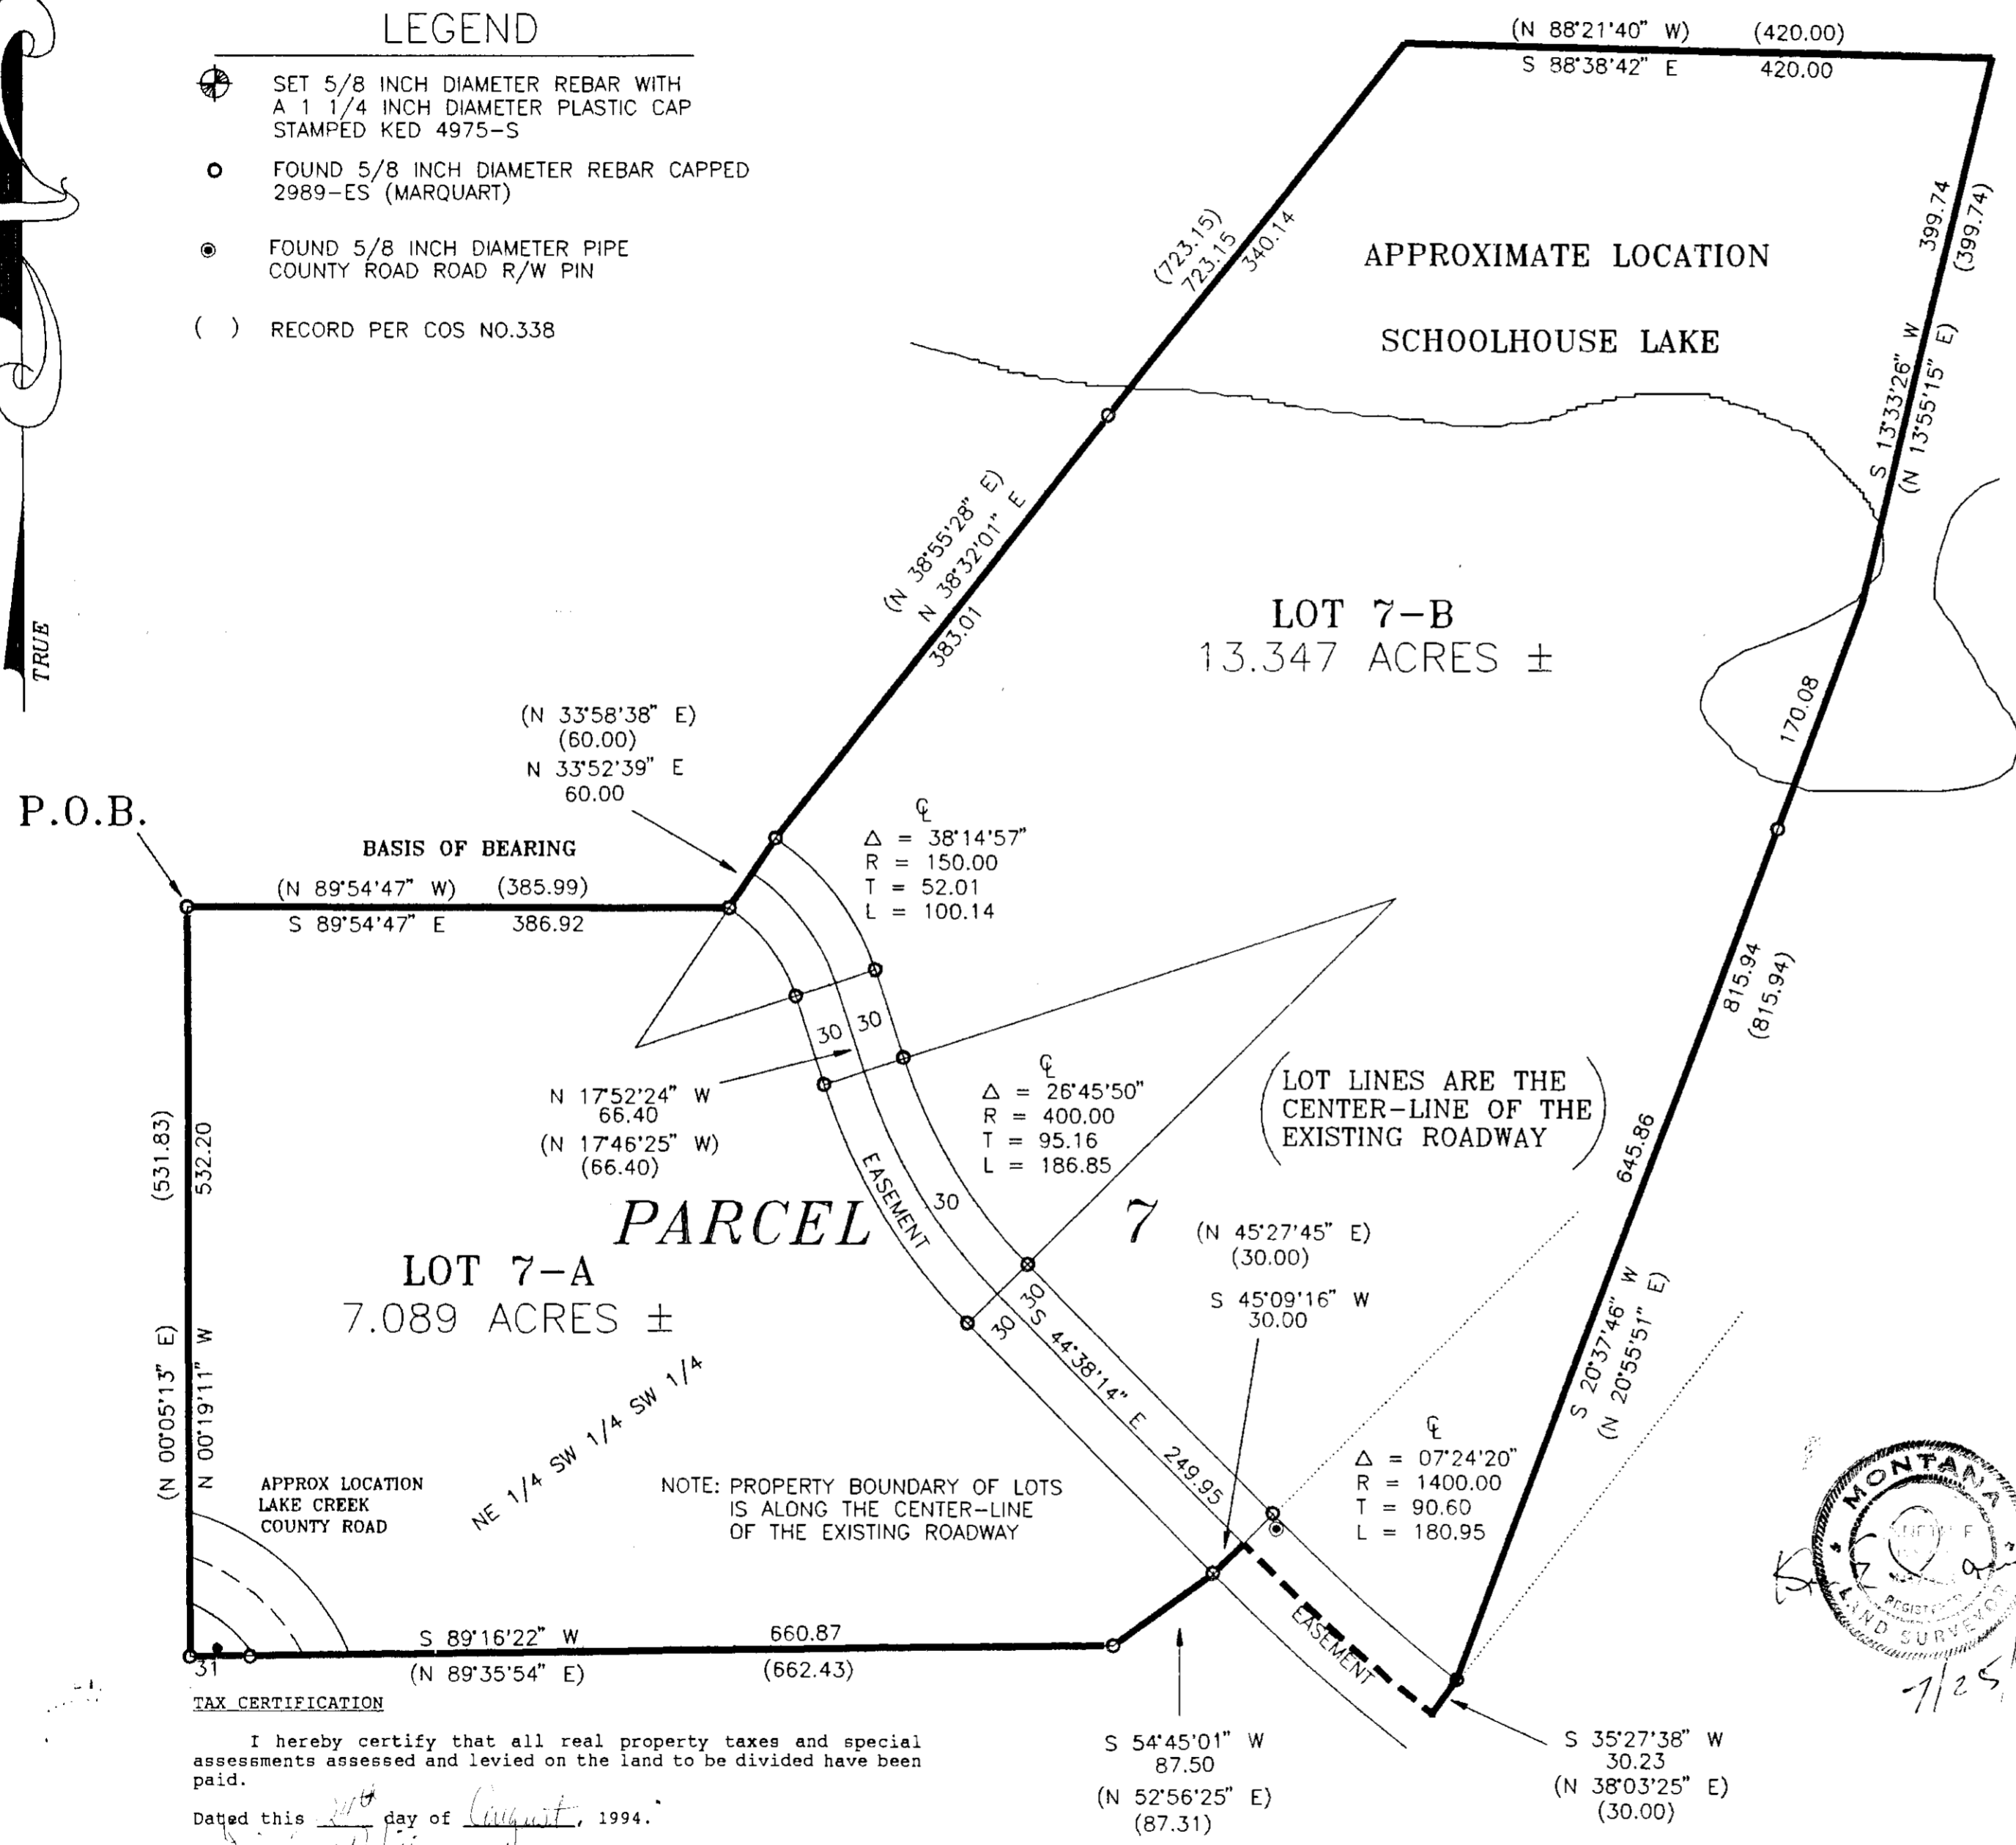 LEGEND
SET 5/8 INCH DIAMETER REBAR WITH
A 1 1/4 INCH DIAMETER PLASTIC CAP
STAMPED KED 4975-S
FOUND 5/8 INCH DIAMETER REBAR CAPPED
2989-ES (MARQUART)
FOUND 5/8 INCH DIAMETER PIPE
COUNTY ROAD ROAD R/W PIN
( ) RECORD PER COS NO.338
TRUE
(N 88°21'40" W) (420.00)
S 88°38'42" E 420.00
399.74
(399.74)
S 13°33'26" W
(N 13°55'15" E)
(723.15)
723.15
340.14
APPROXIMATE LOCATION
SCHOOLHOUSE LAKE
(N 38°55'28" E)
N 38°32'01" E
383.01
LOT 7-B
13.347 ACRES ±
170.08
(N 33°58'38" E)
(60.00)
N 33°52'39" E
60.00
P.O.B.
BASIS OF BEARING
(N 89°54'47" W) (385.99)
S 89°54'47" E 386.92
℄
Δ = 38°14'57"
R = 150.00
T = 52.01
L = 100.14
815.94
(815.94)
30 30
N 17°52'24" W
66.40
(N 17°46'25" W)
(66.40)
℄
Δ = 26°45'50"
R = 400.00
T = 95.16
L = 186.85
(LOT LINES ARE THE
CENTER-LINE OF THE
EXISTING ROADWAY)
645.86
(531.83)
532.20
EASEMENT
30
PARCEL 7
(N 45°27'45" E)
(30.00)
S 45°09'16" W
30.00
LOT 7-A
7.089 ACRES ±
30
30
S 44°38'14" E 249.95
S 20°37'46" W
(N 20°55'51" E)
(N 00°05'13" E)
N 00°19'11" W
NE 1/4 SW 1/4 SW 1/4
APPROX LOCATION
LAKE CREEK
COUNTY ROAD
NOTE: PROPERTY BOUNDARY OF LOTS
IS ALONG THE CENTER-LINE
OF THE EXISTING ROADWAY
℄
Δ = 07°24'20"
R = 1400.00
T = 90.60
L = 180.95
MONTANA
LAND SURVEYOR
7/25
EASEMENT
31
S 89°16'22" W 660.87
(N 89°35'54" E) (662.43)
S 54°45'01" W
87.50
(N 52°56'25" E)
(87.31)
S 35°27'38" W
30.23
(N 38°03'25" E)
(30.00)
TAX CERTIFICATION
I hereby certify that all real property taxes and special
assessments assessed and levied on the land to be divided have been
paid.
Dated this day of August, 1994.